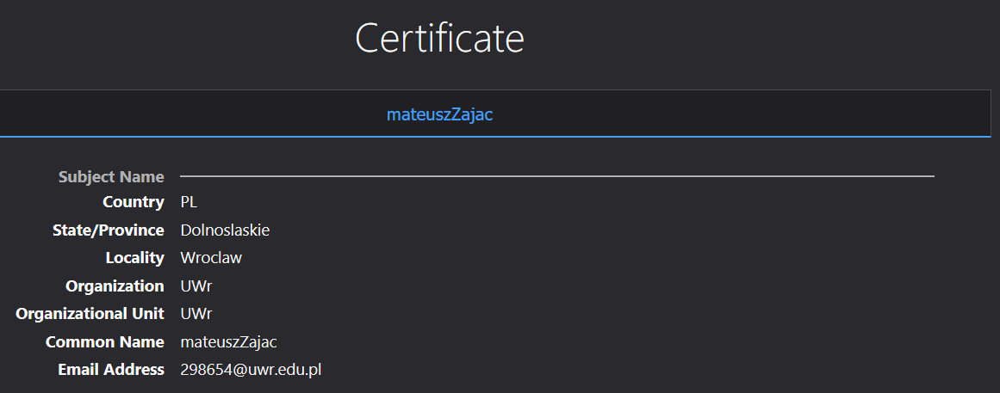 Certificate
mateuszZajac
Subject Name
Country PL
State/Province Dolnoslaskie
Locality Wroclaw
Organization UWr
Organizational Unit UWr
Common Name mateuszZajac
Email Address 298654@uwr.edu.pl